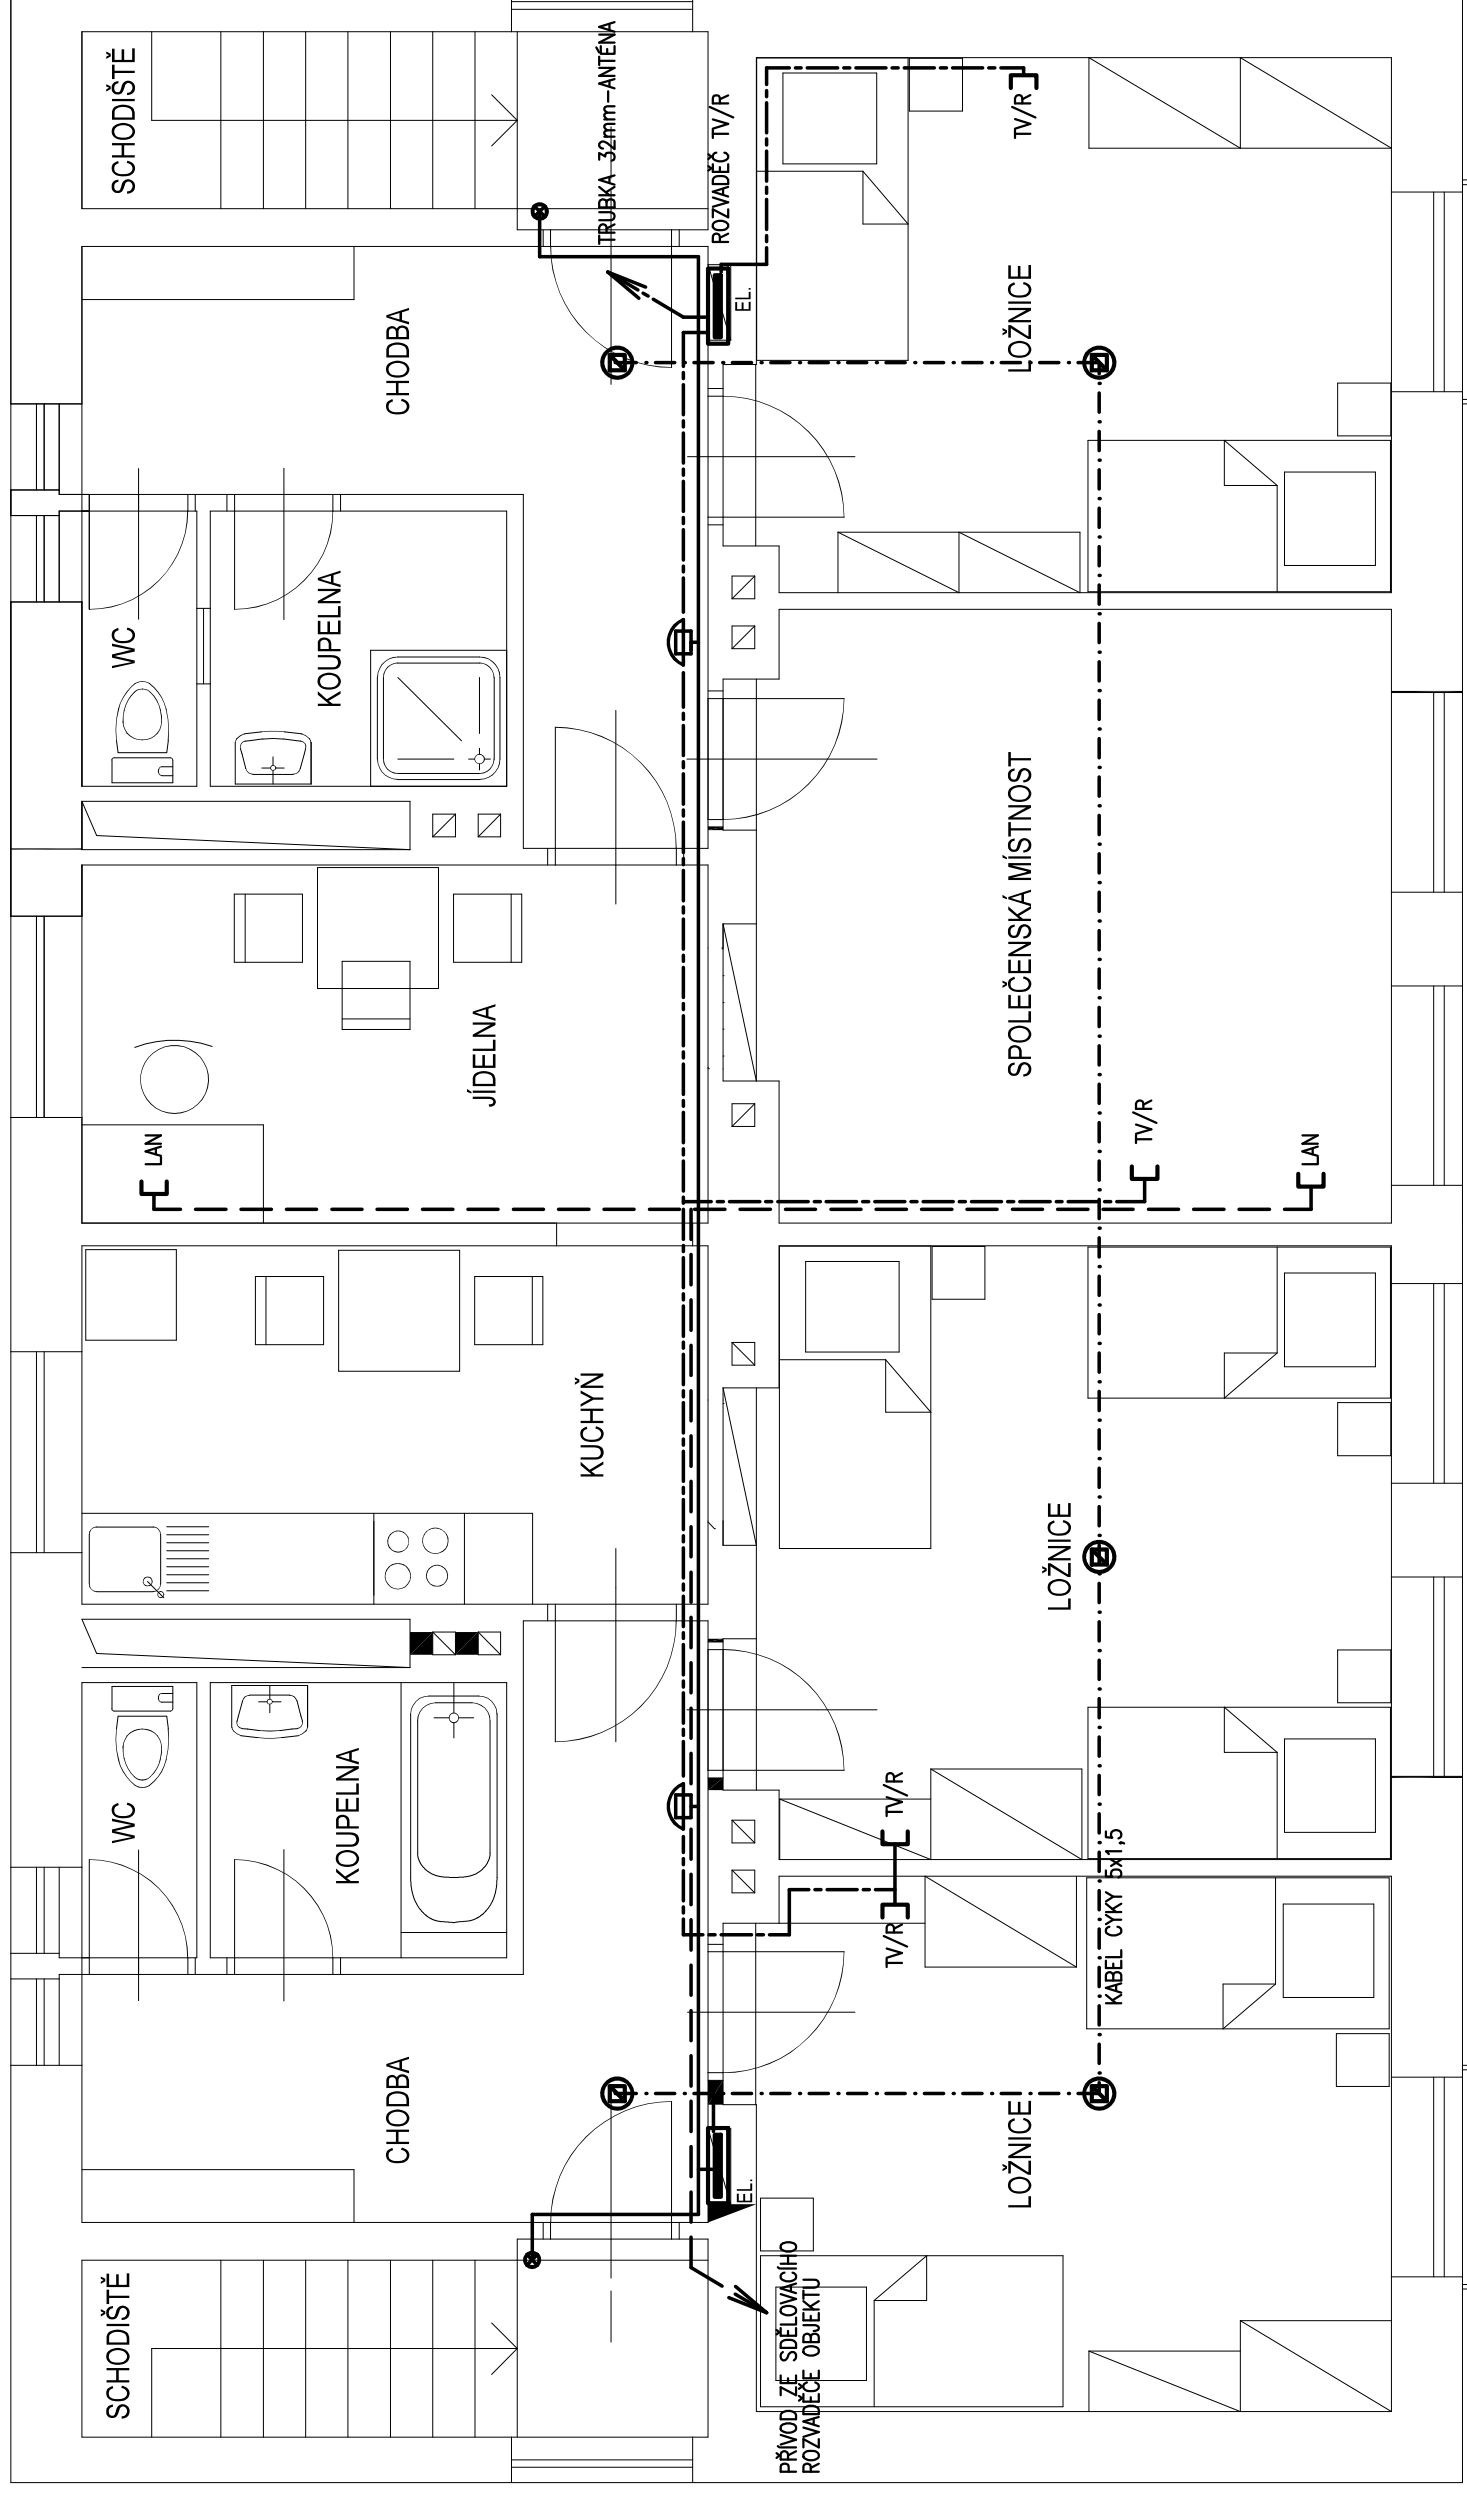 SCHODIŠTĚ
TRUBKA 32mm-ANTÉNA
ROZVADĚČ TV/R
TV/R
EL.
CHODBA
LOŽNICE
WC
KOUPELNA
SPOLEČENSKÁ MÍSTNOST
JÍDELNA
LAN
TV/R
LAN
KUCHYŇ
LOŽNICE
WC
KOUPELNA
TV/R
TV/R
KABEL CYKY 5x1,5
CHODBA
LOŽNICE
EL.
SCHODIŠTĚ
PŘÍVOD ZE SDĚLOVACÍHO
ROZVADĚČE OBJEKTU